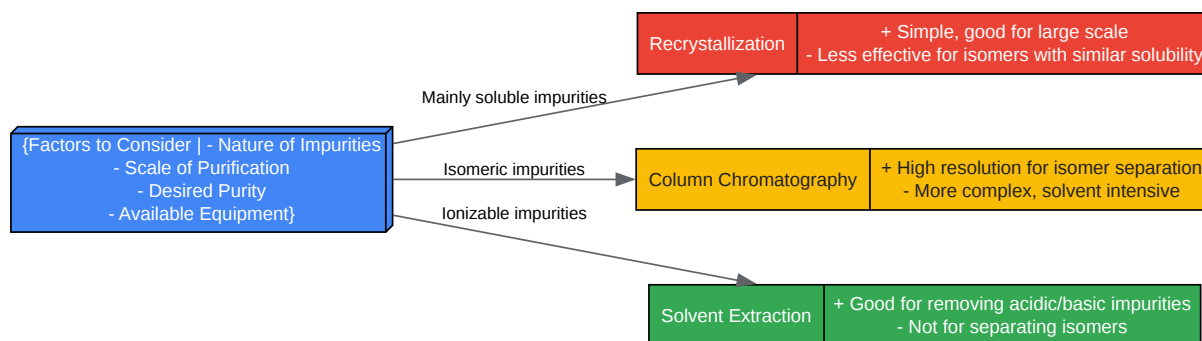 {Factors to Consider | - Nature of Impurities
- Scale of Purification
- Desired Purity
- Available Equipment}
Mainly soluble impurities
Isomeric impurities
Ionizable impurities
Recrystallization
+ Simple, good for large scale
- Less effective for isomers with similar solubility
Column Chromatography
+ High resolution for isomer separation
- More complex, solvent intensive
Solvent Extraction
+ Good for removing acidic/basic impurities
- Not for separating isomers